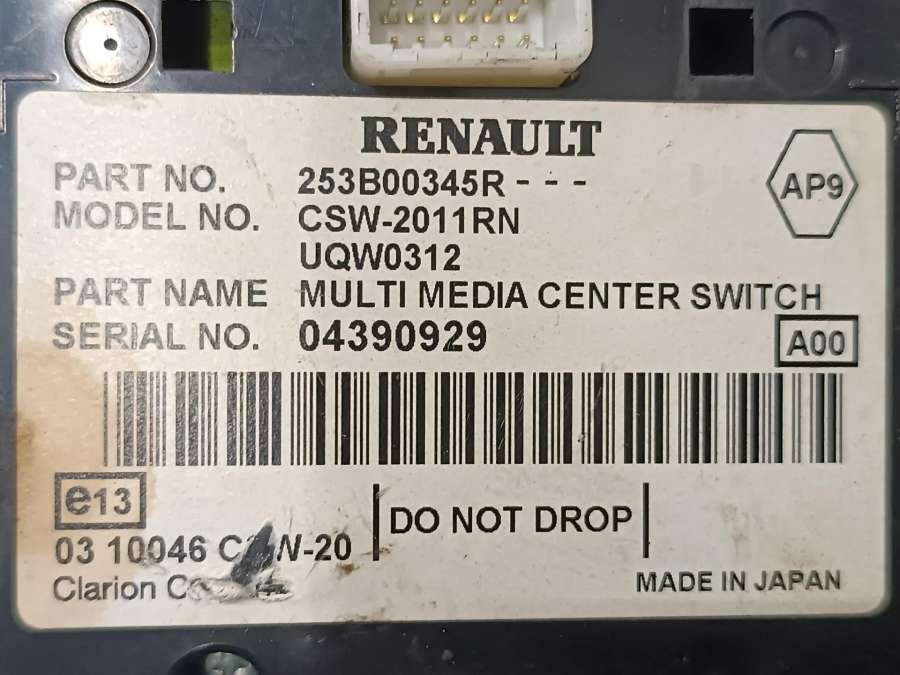 RENAULT
PART NO. 253B00345R - - -
AP9
MODEL NO. CSW-2011RN
UQW0312
PART NAME MULTI MEDIA CENTER SWITCH
SERIAL NO. 04390929
A00
e13
DO NOT DROP
03 10046
Clarion
MADE IN JAPAN